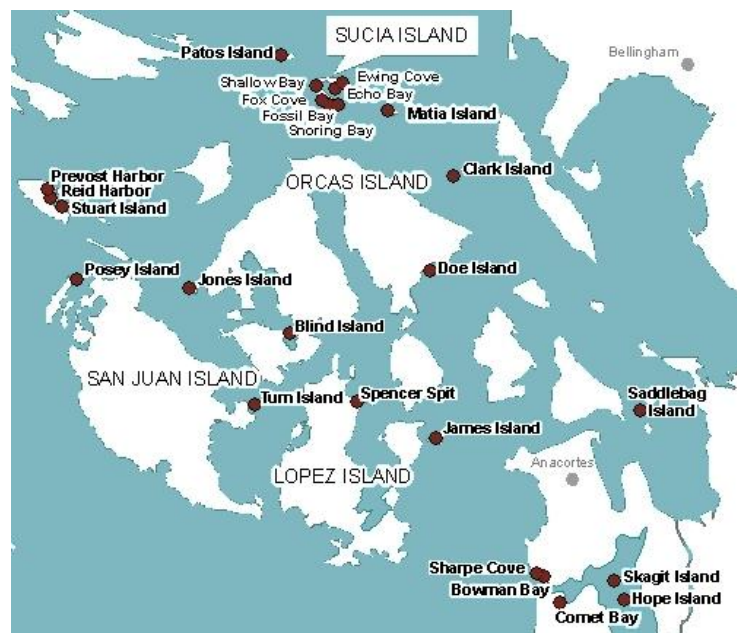 SUCIA ISLAND
Patos Island
Bellingham
Ewing Cove
Shallow Bay
Echo Bay
Fox Cove
Fossil Bay
Matia Island
Snoring Bay
Prevost Harbor
Reid Harbor
Stuart Island
ORCAS ISLAND
Clark Island
Posey Island
Jones Island
Doe Island
Blind Island
SAN JUAN ISLAND
Turn Island
Spencer Spit
Saddlebag
Island
James Island
LOPEZ ISLAND
Anacortes
Sharpe Cove
Bowman Bay
Skagit Island
Hope Island
Cornet Bay